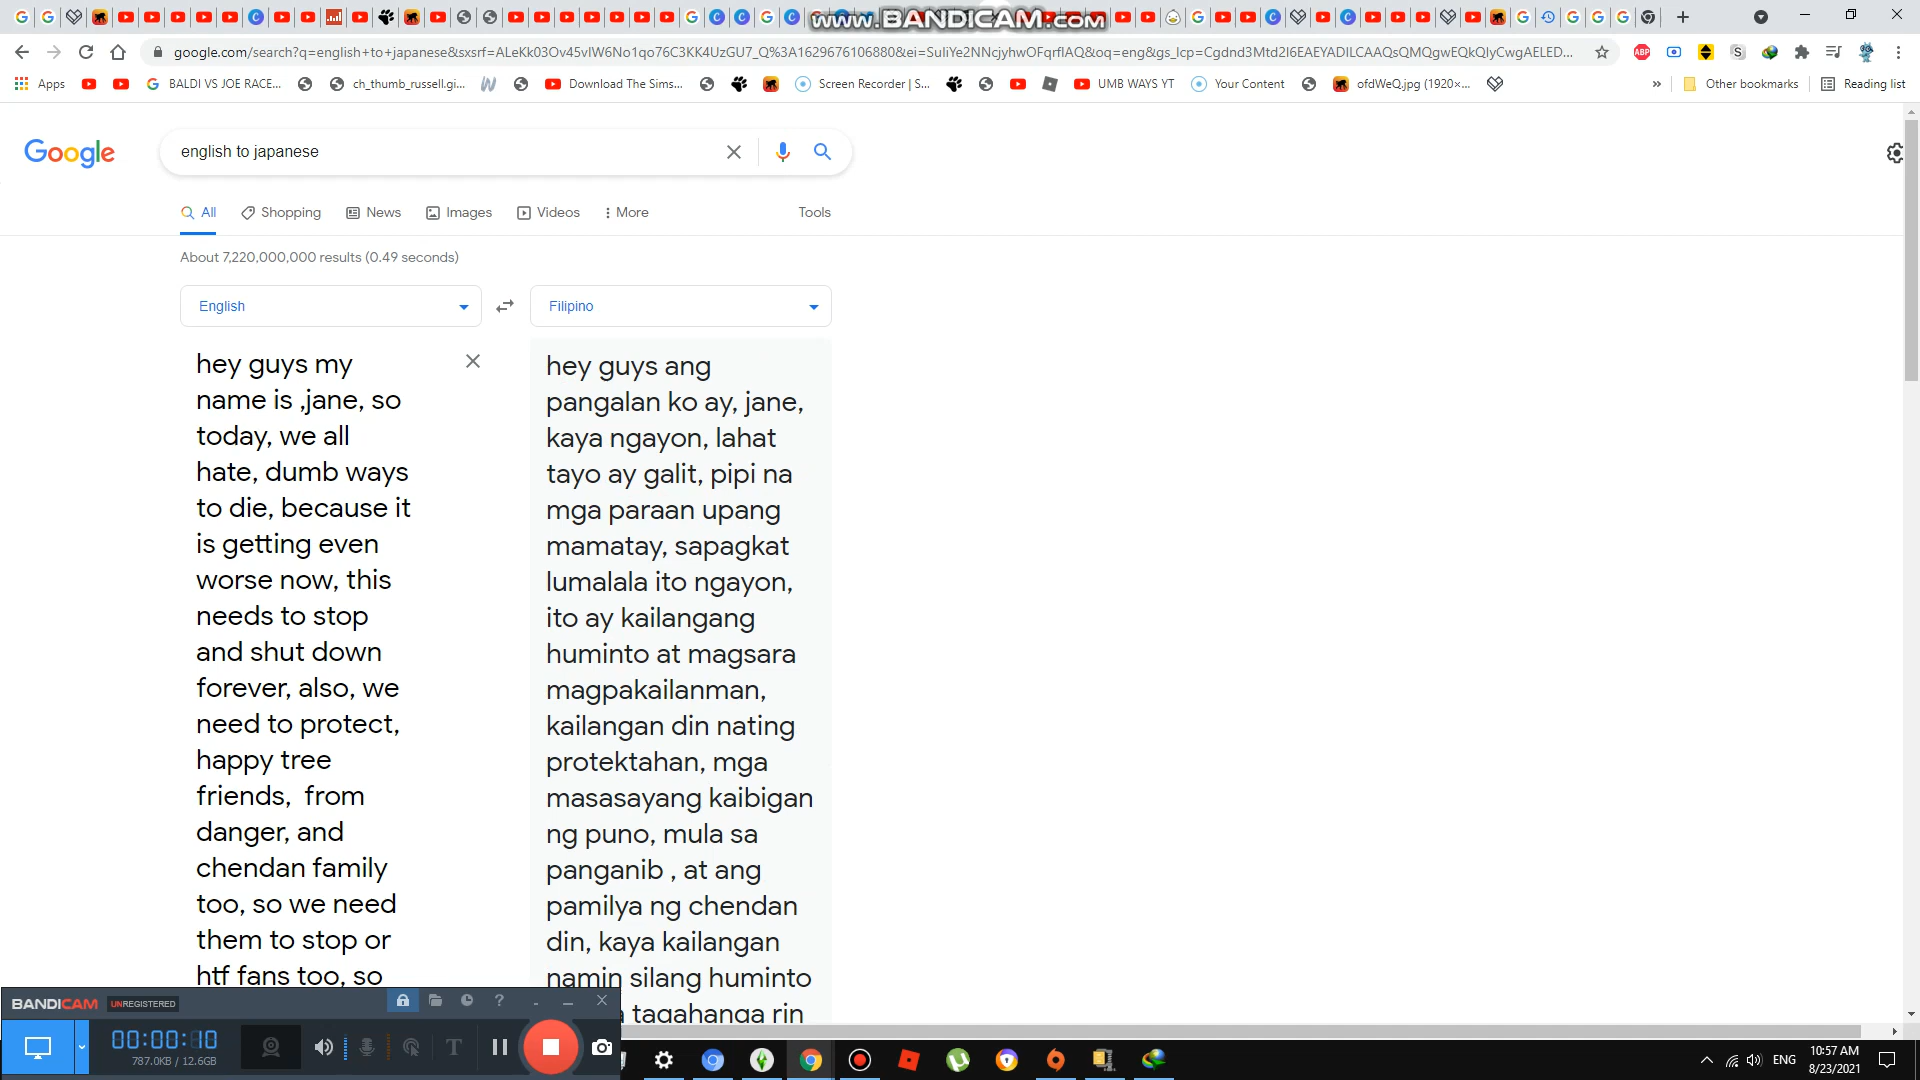 www.BANDICAM.com
google.com/search?q=english+to+japanese&sxsrf=ALeKk03Ov45vIW6No1qo76C3KK4UzGU7_Q%3A1629676106880&ei=SuIiYe2NNcjyhwOFqrfIAQ&oq=eng&gs_lcp=Cgdnd3Mtd2l6EAEYADILCAAQsQMQgwEQkQIyCwgAELED...
Apps
BALDI VS JOE RACE...
ch_thumb_russell.gi...
Download The Sims...
Screen Recorder | S...
UMB WAYS YT
Your Content
ofdWeQ.jpg (1920×...
»
Other bookmarks
Reading list
Google
english to japanese
All
Shopping
News
Images
Videos
More
Tools
About 7,220,000,000 results (0.49 seconds)
English
Filipino
hey guys my
name is ,jane, so
today, we all
hate, dumb ways
to die, because it
is getting even
worse now, this
needs to stop
and shut down
forever, also, we
need to protect,
happy tree
friends,  from
danger, and
chendan family
too, so we need
them to stop or
htf fans too, so
hey guys ang
pangalan ko ay, jane,
kaya ngayon, lahat
tayo ay galit, pipi na
mga paraan upang
mamatay, sapagkat
lumalala ito ngayon,
ito ay kailangang
huminto at magsara
magpakailanman,
kailangan din nating
protektahan, mga
masasayang kaibigan
ng puno, mula sa
panganib , at ang
pamilya ng chendan
din, kaya kailangan
namin silang huminto
tagahanga rin
BANDICAM UNREGISTERED
00:00:10
787.0KB / 12.6GB
ENG
10:57 AM
8/23/2021